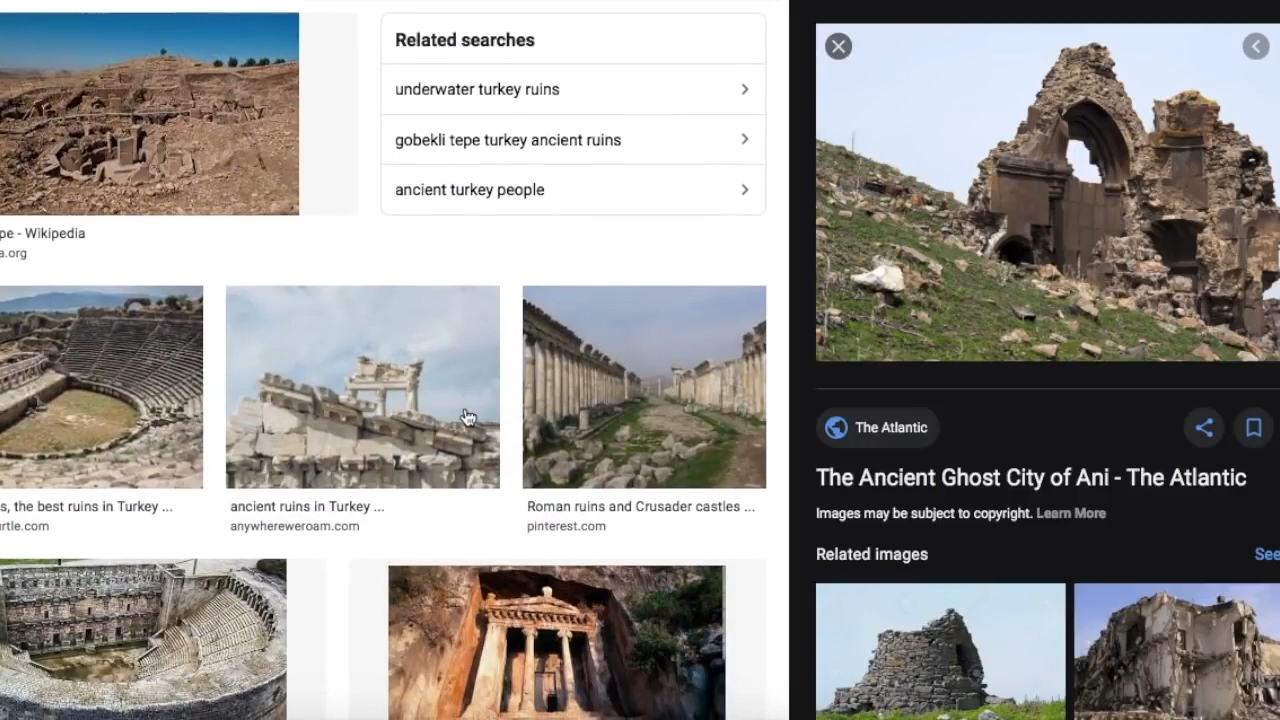 Related searches
underwater turkey ruins
gobekli tepe turkey ancient ruins
ancient turkey people
pe - Wikipedia
a.org
s, the best ruins in Turkey ...
rtle.com
ancient ruins in Turkey ...
anywhereweroam.com
Roman ruins and Crusader castles ...
pinterest.com
The Atlantic
The Ancient Ghost City of Ani - The Atlantic
Images may be subject to copyright. Learn More
Related images
See